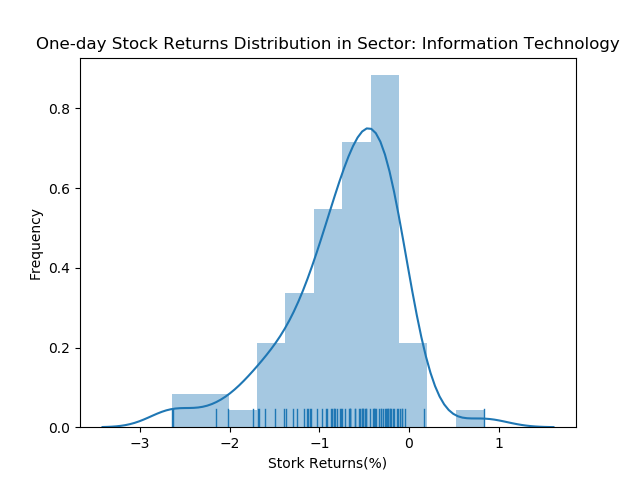 One-day Stock Returns Distribution in Sector: Information Technology
0.8
0.6
0.4
0.2
0.0
Frequency
−3 −2 −1 0 1
Stork Returns(%)